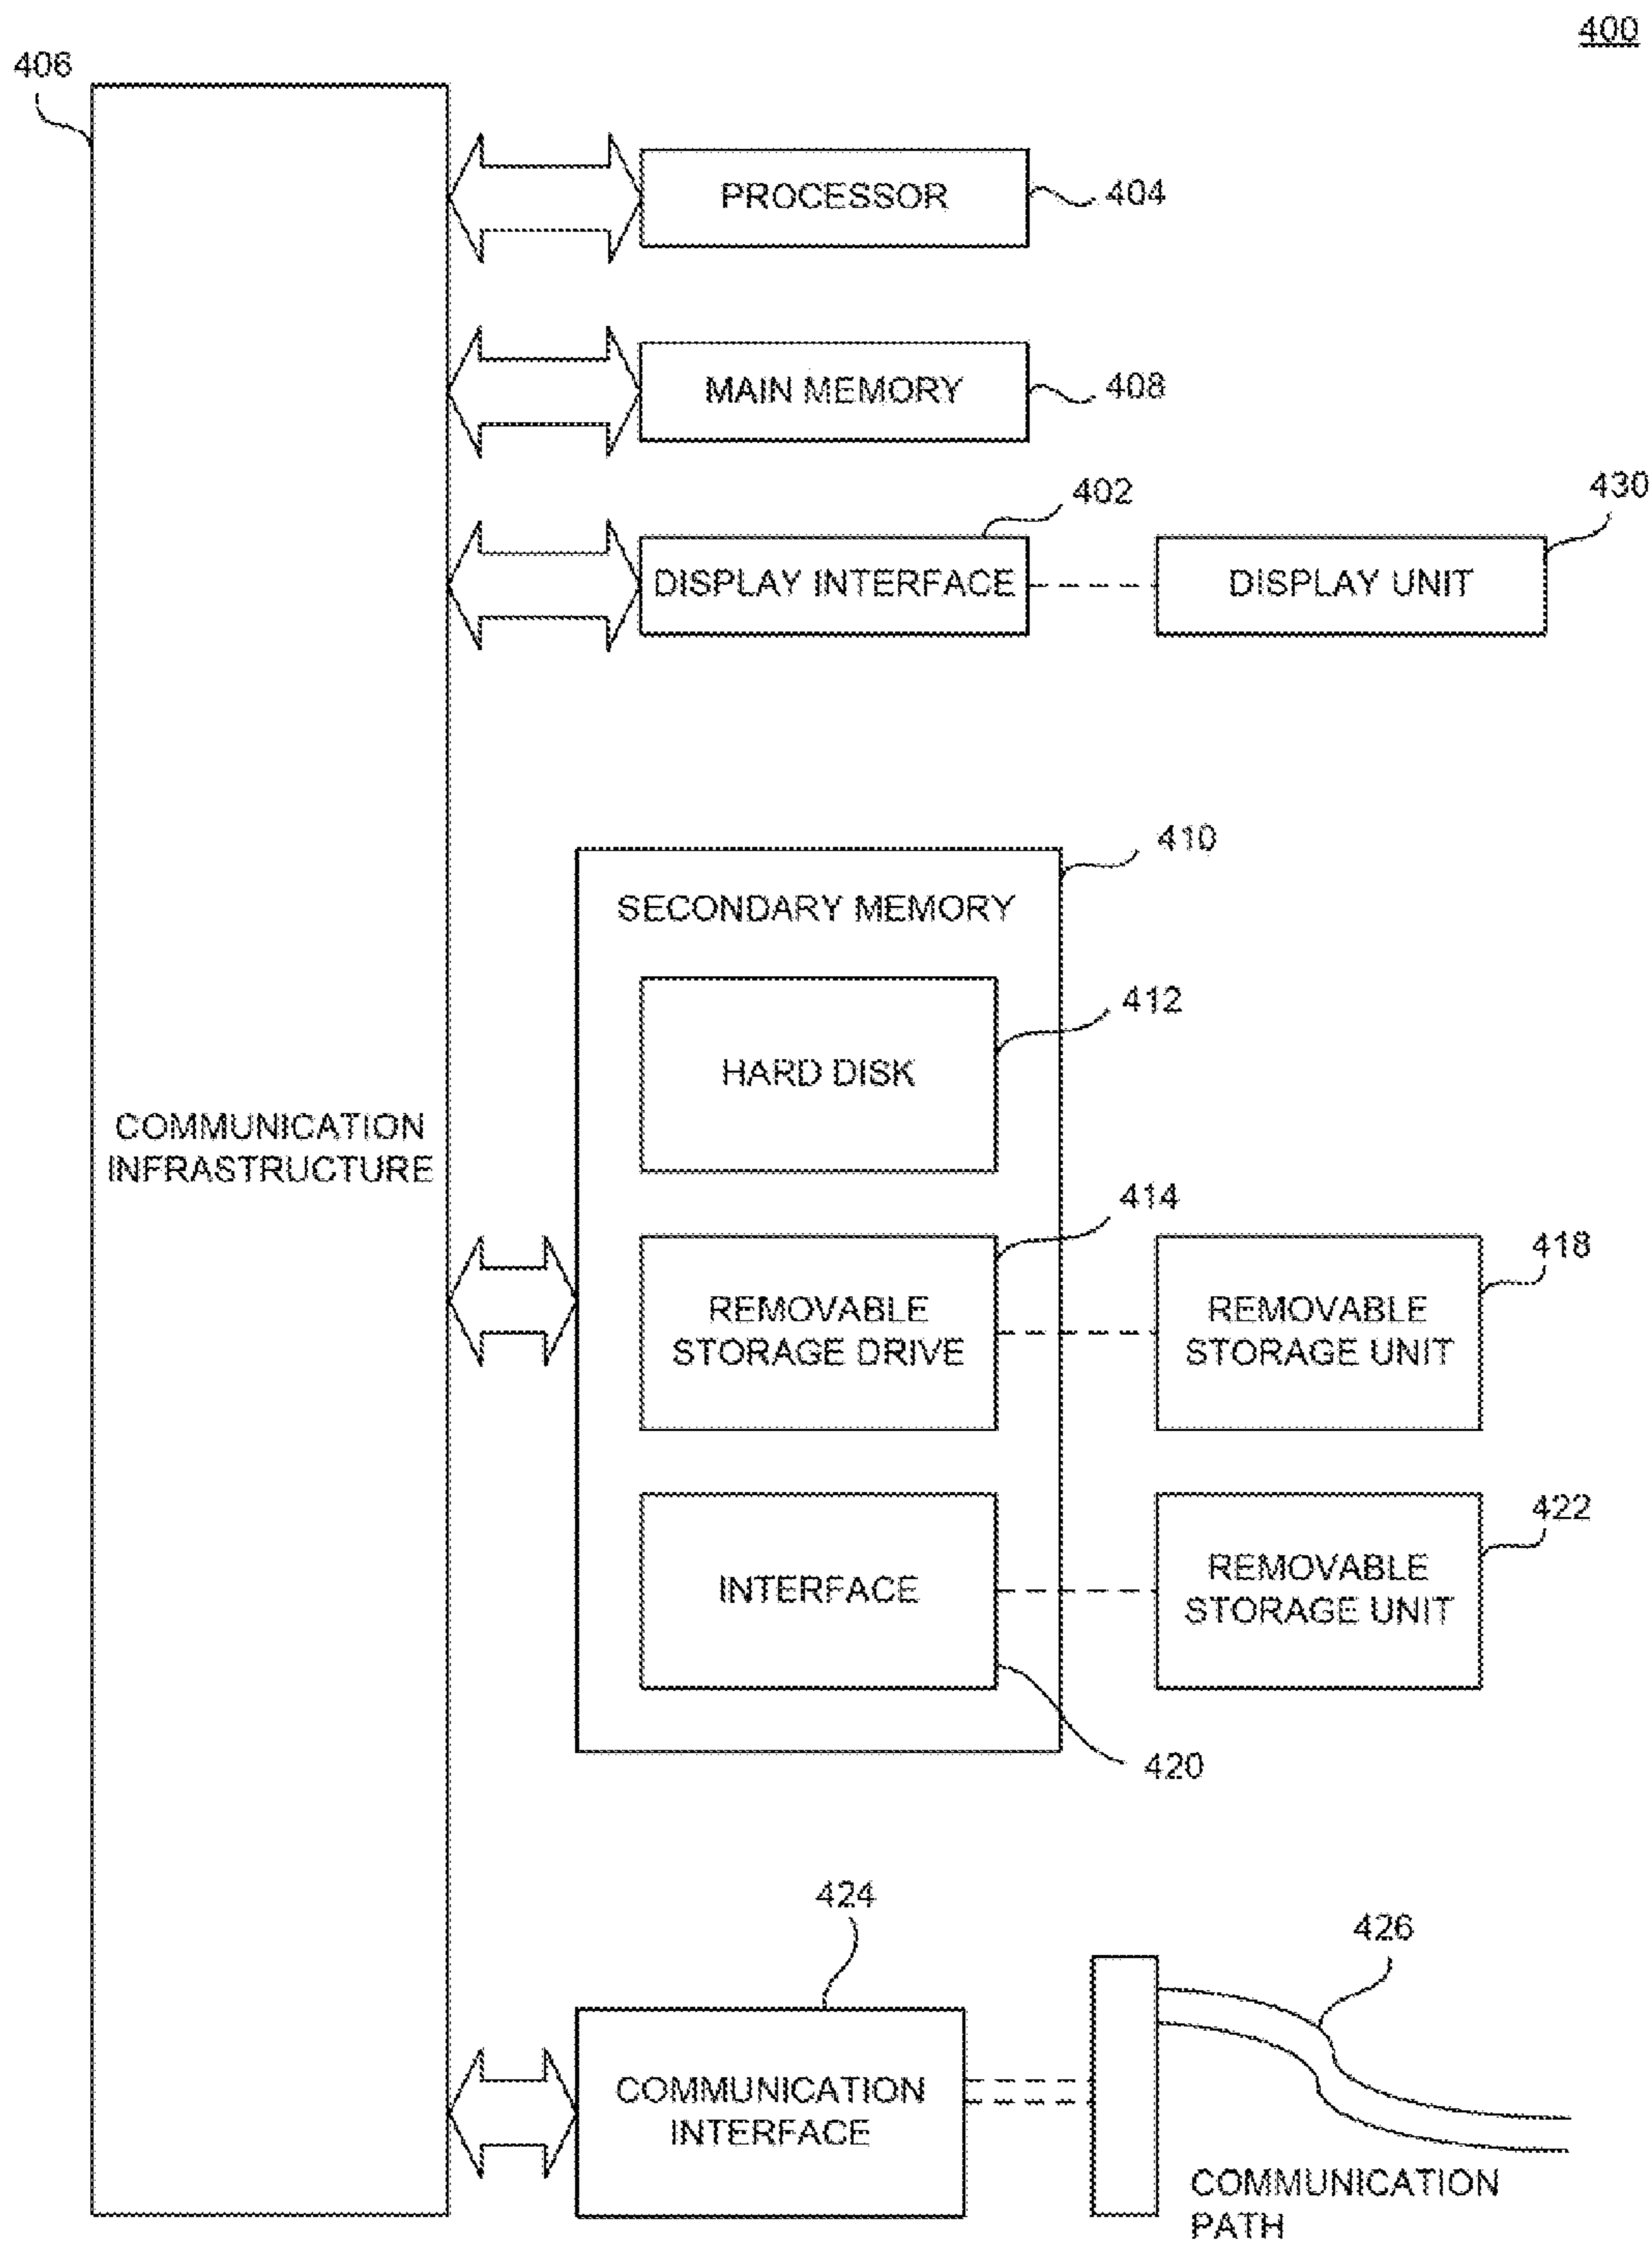 400
406
PROCESSOR
404
MAIN MEMORY
408
402
430
DISPLAY INTERFACE
DISPLAY UNIT
410
SECONDARY MEMORY
412
HARD DISK
COMMUNICATION
INFRASTRUCTURE
414
418
REMOVABLE
STORAGE DRIVE
REMOVABLE
STORAGE UNIT
422
INTERFACE
REMOVABLE
STORAGE UNIT
420
424
426
COMMUNICATION
INTERFACE
COMMUNICATION
PATH